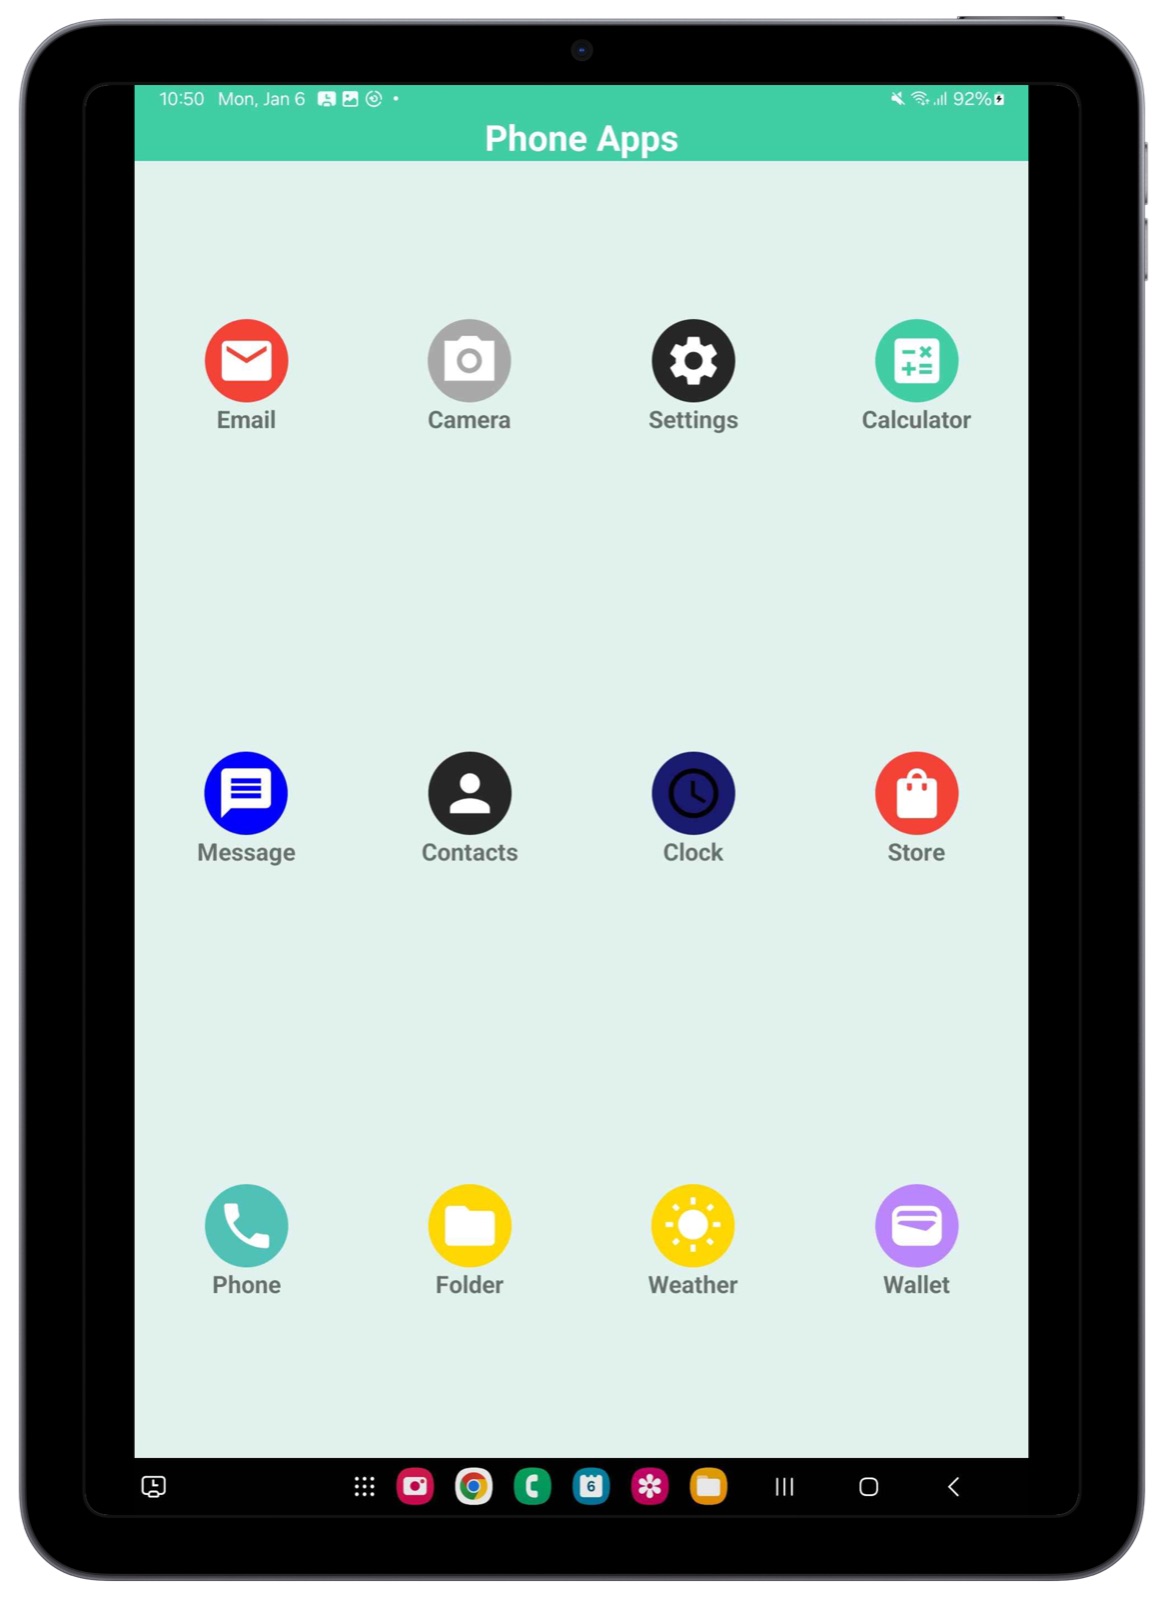 10:50 Mon, Jan 6 92%
Phone Apps
Email Camera Settings Calculator
Message Contacts Clock Store
Phone Folder Weather Wallet
6